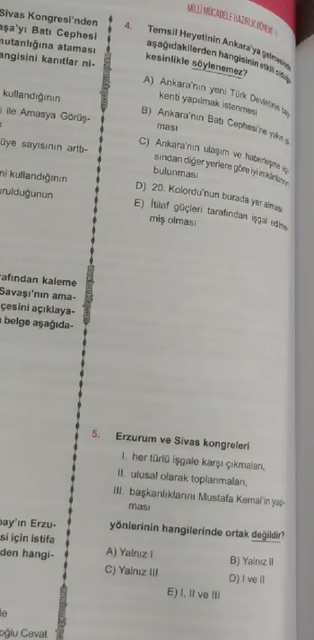 Sivas Kongresi'nden
aşa'yı Batı Cephesi
mutanlığına ataması
angisini kanıtlar ni-
kullandığının
i ile Amasya Görüş-
üye sayısının artı-
ni kullandığının
urulduğunun
rafından kaleme
Savaşı'nın ama-
çesini açıklaya-
belge aşağıda-
bay'ın Erzu-
si için istifa
den hangi-
le
oğlu Cevat
MİLLİ MÜCADELE HAZIRLIK DÖNEMİ-1
4. Temsil Heyetinin Ankara'ya gelmesinde
aşağıdakilerden hangisinin etkili olduğu
kesinlikle söylenemez?
A) Ankara'nın yeni Türk Devletinin baş-
kenti yapılmak istenmesi
B) Ankara'nın Batı Cephesi'ne yakın ol-
ması
C) Ankara'nın ulaşım ve haberleşme açı-
sından diğer yerlere göre iyi imkânlarının
bulunması
D) 20. Kolordu'nun burada yer alması
E) İtilaf güçleri tarafından işgal edilme-
miş olması
5. Erzurum ve Sivas kongreleri
I. her türlü işgale karşı çıkmaları,
II. ulusal olarak toplanmaları,
III. başkanlıklarını Mustafa Kemal'in yap-
ması
yönlerinin hangilerinde ortak değildir?
A) Yalnız I
B) Yalnız II
C) Yalnız III
D) I ve II
E) I, II ve III